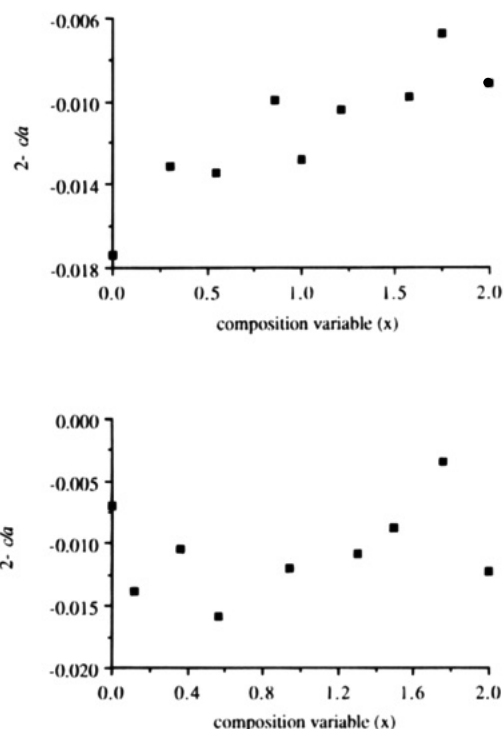 -0.006
-0.010
2- c/a
-0.014
-0.018
0.0 0.5 1.0 1.5 2.0
composition variable (x)
0.000
-0.005
2- c/a
-0.010
-0.015
-0.020
0.0 0.4 0.8 1.2 1.6 2.0
composition variable (x)